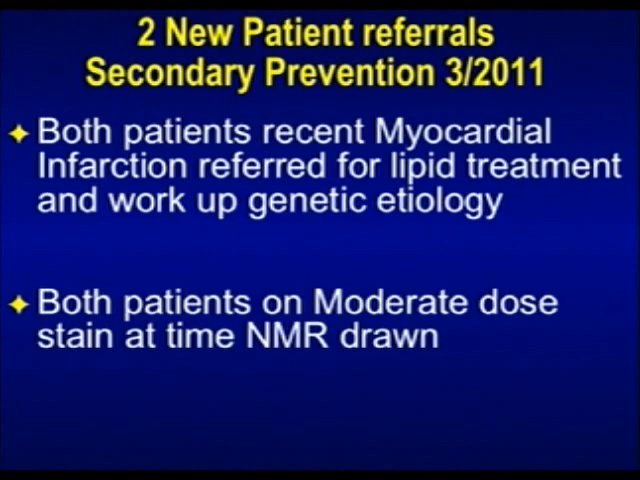 2 New Patient referrals
Secondary Prevention 3/2011
Both patients recent Myocardial
Infarction referred for lipid treatment
and work up genetic etiology
Both patients on Moderate dose
stain at time NMR drawn